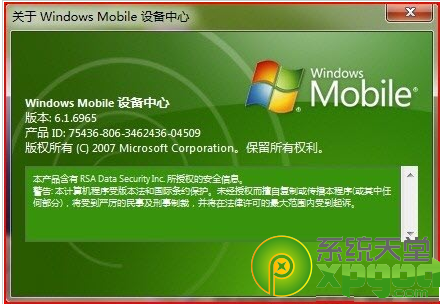 关于 Windows Mobile 设备中心
Windows
Mobile
Windows Mobile 设备中心
版本: 6.1.6965
产品 ID: 75436-806-3462436-04509
版权所有 (C) 2007 Microsoft Corporation。保留所有权利。
本产品含有 RSA Data Security Inc. 所授权的安全信息。
警告: 本计算机程序受版本法和国际条约保护。未经授权而擅自复制或传播本程序(或其中任何
部分)，将受到严厉的民事及刑事制裁，并将在法律许可的最大范围内受到起诉。
系统天堂